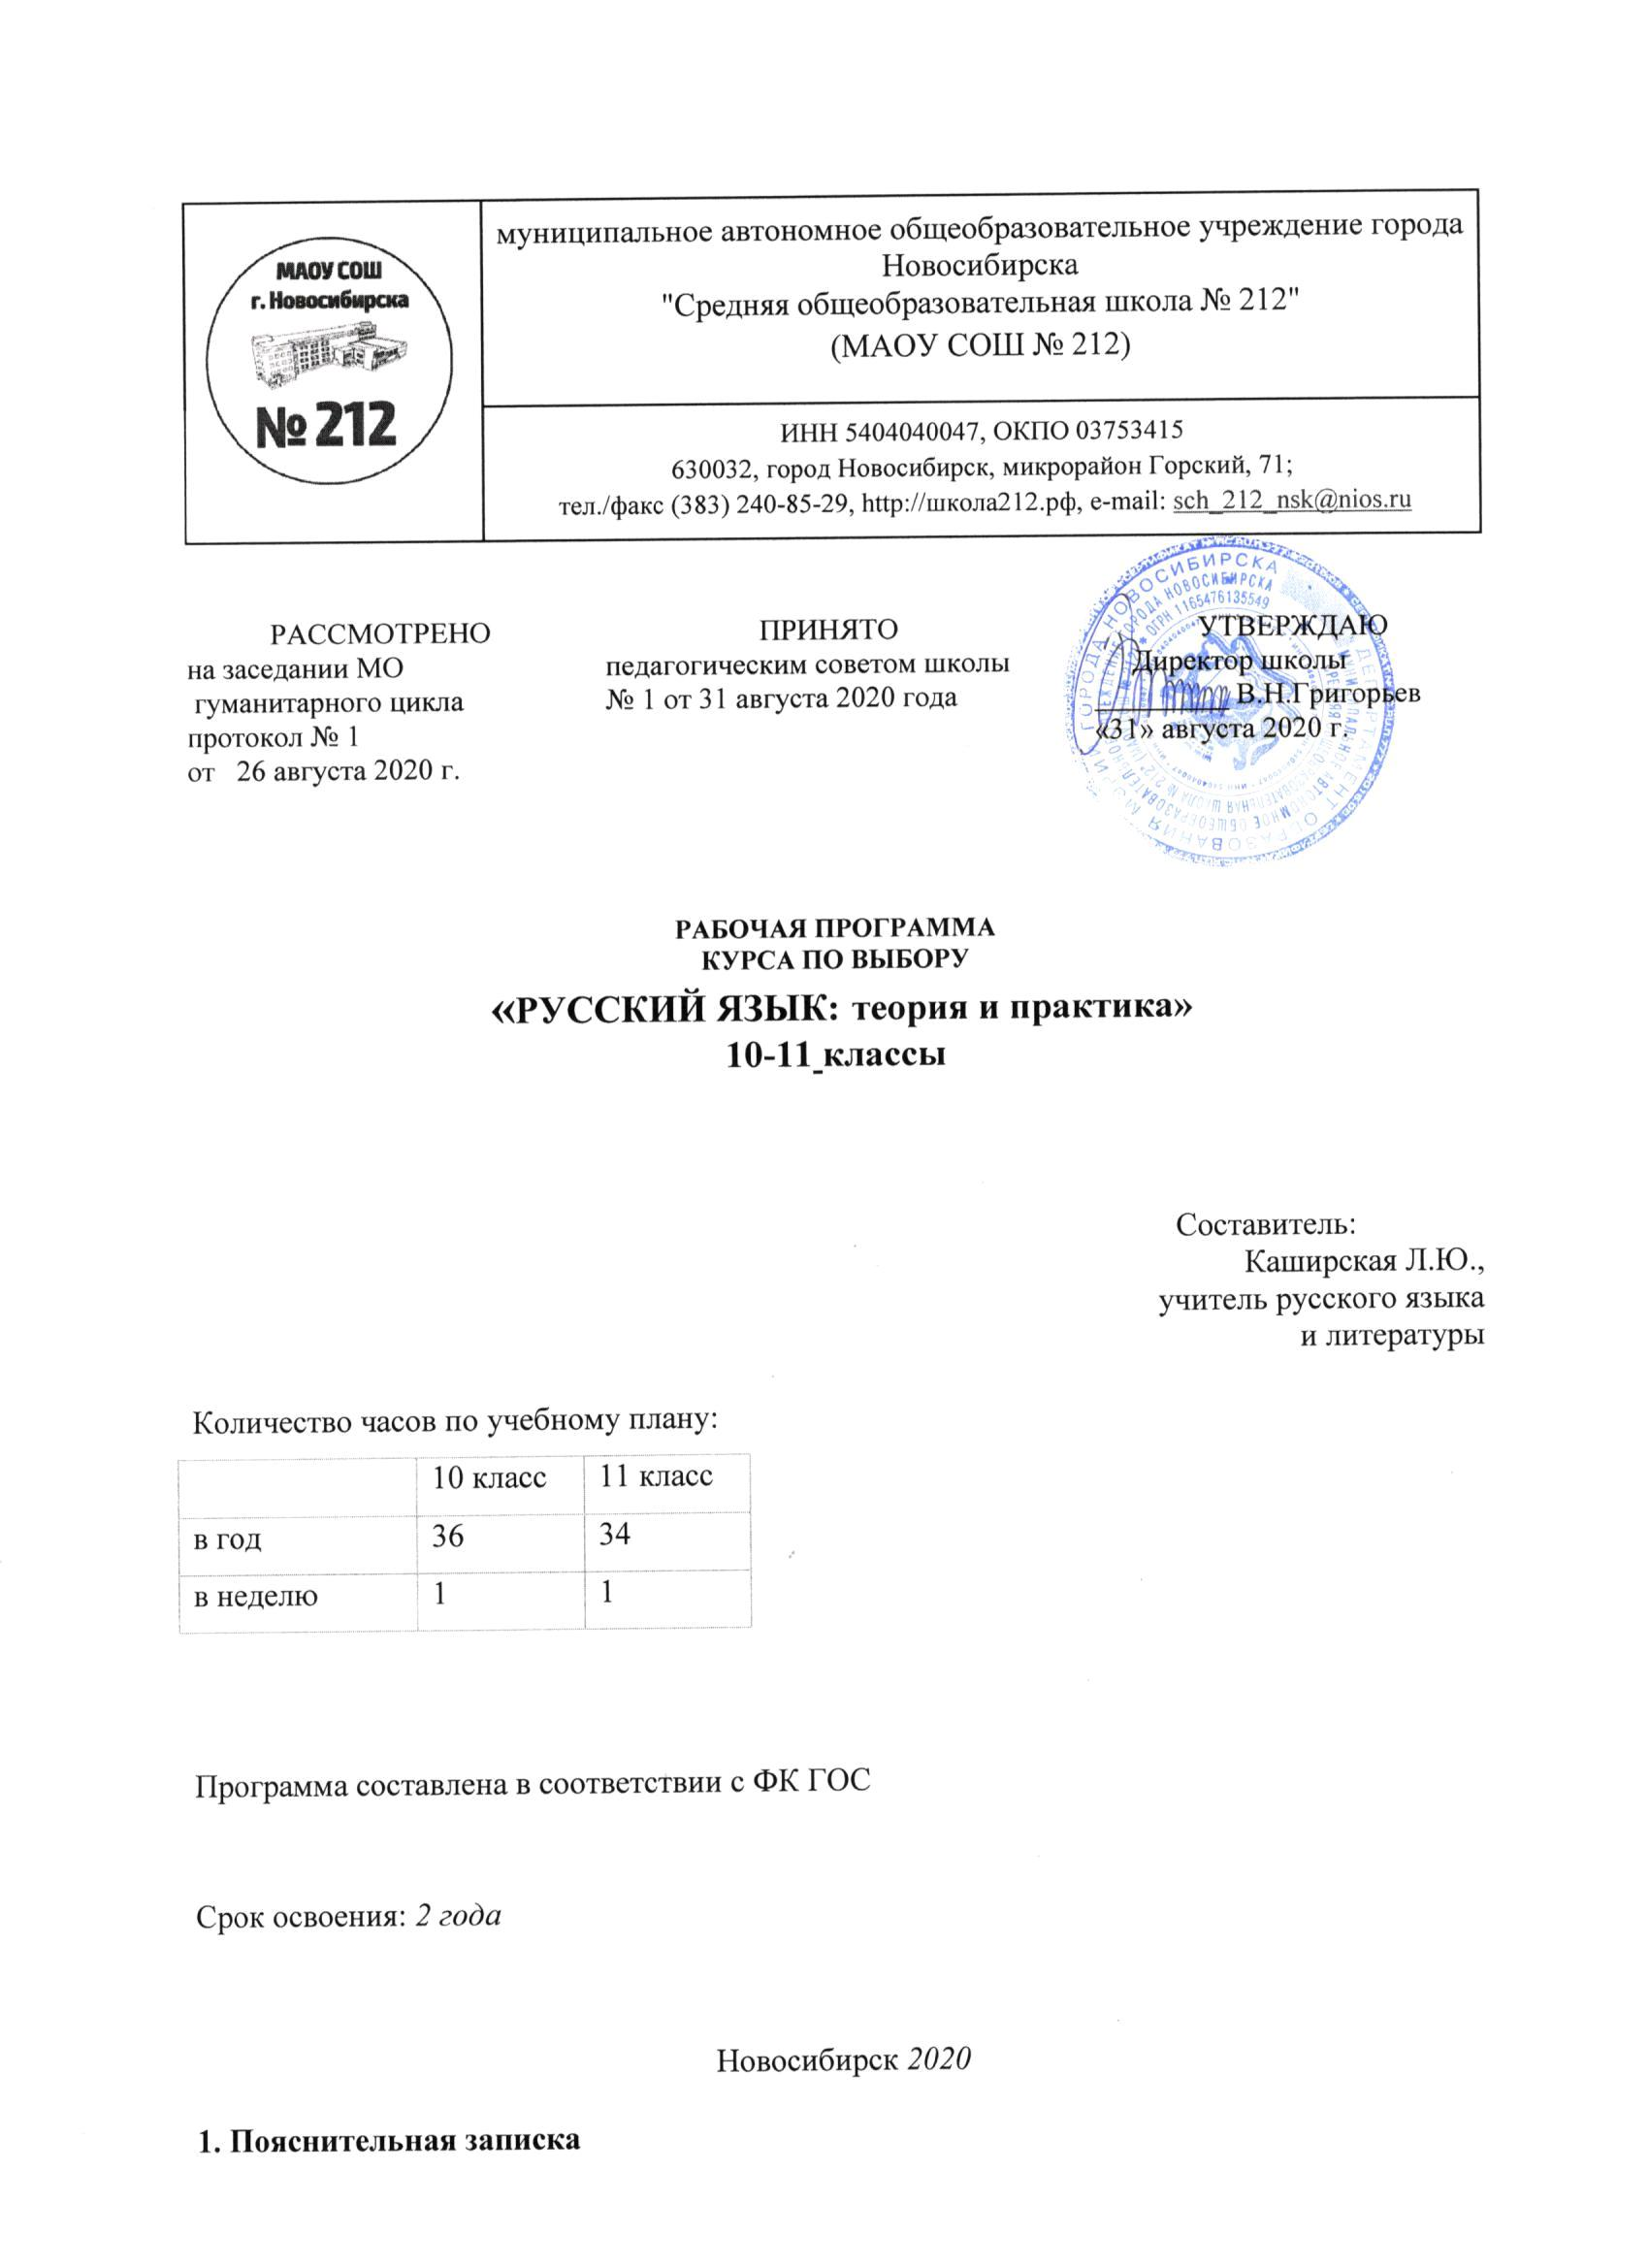 МАОУ СОШ
г. Новосибирска
№ 212
муниципальное автономное общеобразовательное учреждение города
Новосибирска
"Средняя общеобразовательная школа № 212"
(МАОУ СОШ № 212)
ИНН 5404040047, ОКПО 03753415
630032, город Новосибирск, микрорайон Горский, 71;
тел./факс (383) 240-85-29, http://школа212.рф, e-mail: sch_212_nsk@nios.ru
РАССМОТРЕНО
на заседании МО
гуманитарного цикла
протокол № 1
от 26 августа 2020 г.
ПРИНЯТО
педагогическим советом школы
№ 1 от 31 августа 2020 года
УТВЕРЖДАЮ
Директор школы
В.Н.Григорьев
«31» августа 2020 г.
ГОРОДА НОВОСИБИРСКА
ГОРОДА НОВОСИБИРСКА
ОГРН 1165476135549
РАБОЧАЯ ПРОГРАММА
КУРСА ПО ВЫБОРУ
«РУССКИЙ ЯЗЫК: теория и практика»
10-11 классы
Составитель:
Каширская Л.Ю.,
учитель русского языка
и литературы
Количество часов по учебному плану:
10 класс 11 класс
в год 36 34
в неделю 1 1
Программа составлена в соответствии с ФК ГОС
Срок освоения: 2 года
Новосибирск 2020
1. Пояснительная записка